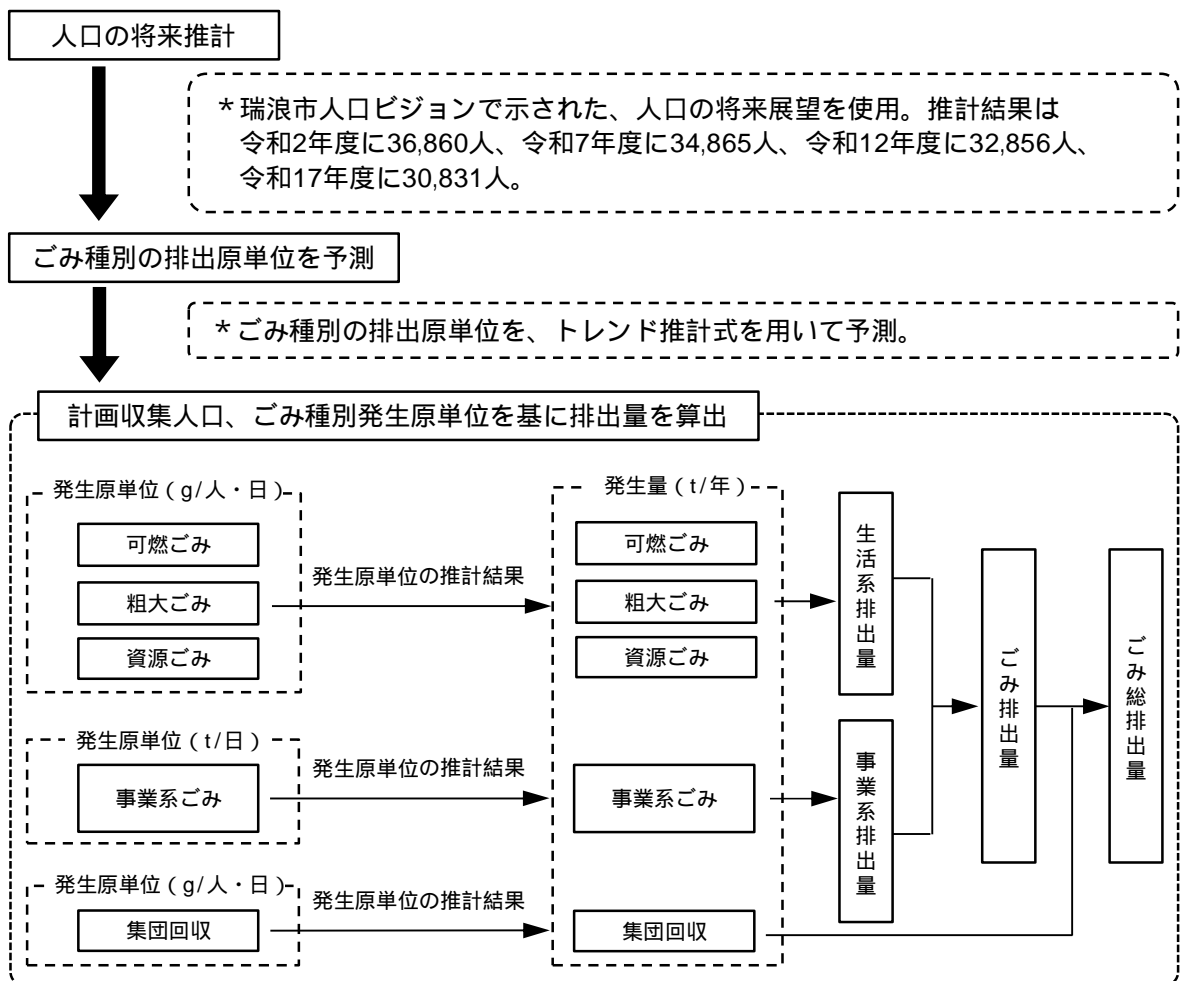 人口の将来推計
＊瑞浪市人口ビジョンで示された、人口の将来展望を使用。推計結果は
令和2年度に36,860人、令和7年度に34,865人、令和12年度に32,856人、
令和17年度に30,831人。
ごみ種別の排出原単位を予測
＊ごみ種別の排出原単位を、トレンド推計式を用いて予測。
計画収集人口、ごみ種別発生原単位を基に排出量を算出
発生原単位（g/人・日）
可燃ごみ
粗大ごみ
資源ごみ
発生原単位の推計結果
発生量（t/年）
可燃ごみ
粗大ごみ
資源ごみ
生活系排出量
発生原単位（t/日）
事業系ごみ
発生原単位の推計結果
事業系ごみ
事業系排出量
発生原単位（g/人・日）
集団回収
発生原単位の推計結果
集団回収
ごみ排出量
ごみ総排出量